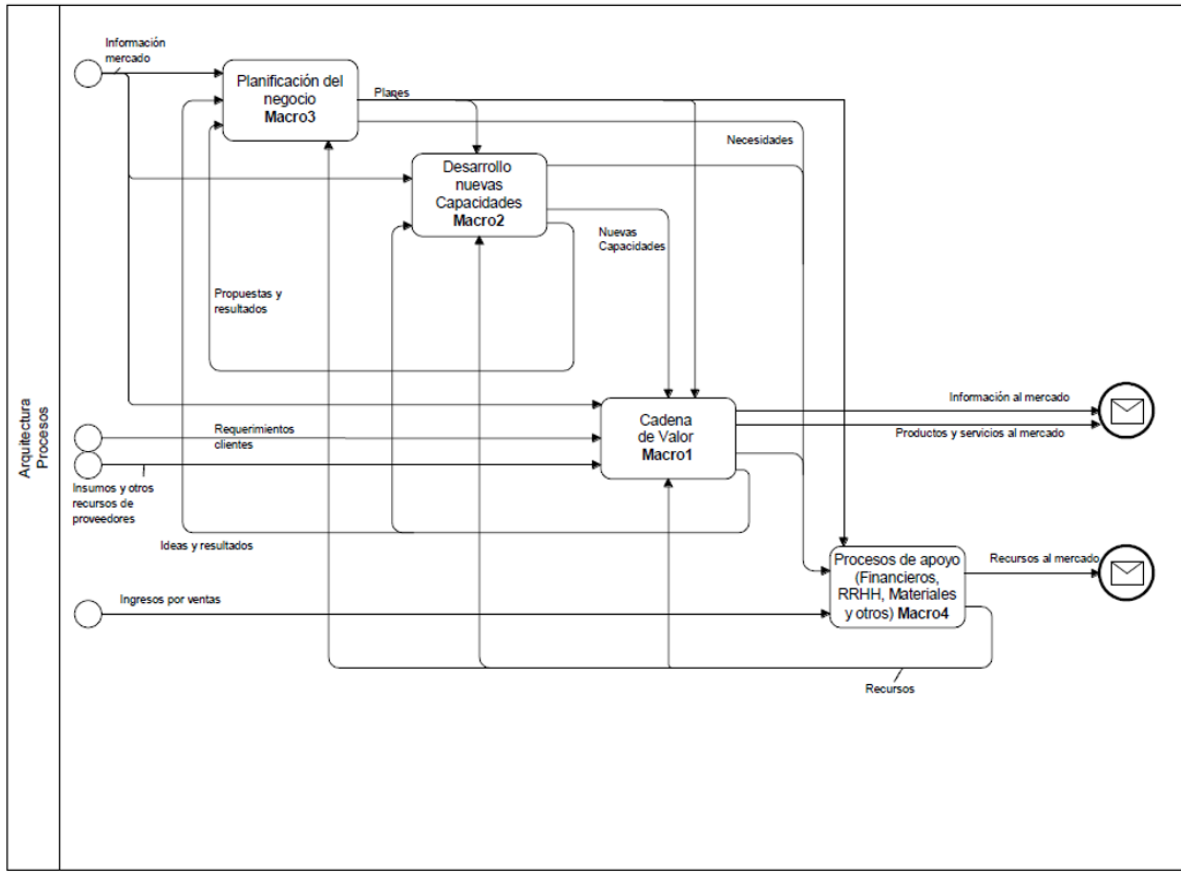 Arquitectura
Procesos
Información
mercado
Planificación del
negocio
Macro3
Planes
Necesidades
Desarrollo
nuevas
Capacidades
Macro2
Nuevas
Capacidades
Propuestas y
resultados
Requerimientos
clientes
Insumos y otros
recursos de
proveedores
Ideas y resultados
Cadena
de Valor
Macro1
Información al mercado
Productos y servicios al mercado
Ingresos por ventas
Procesos de apoyo
(Financieros,
RRHH, Materiales
y otros) Macro4
Recursos al mercado
Recursos